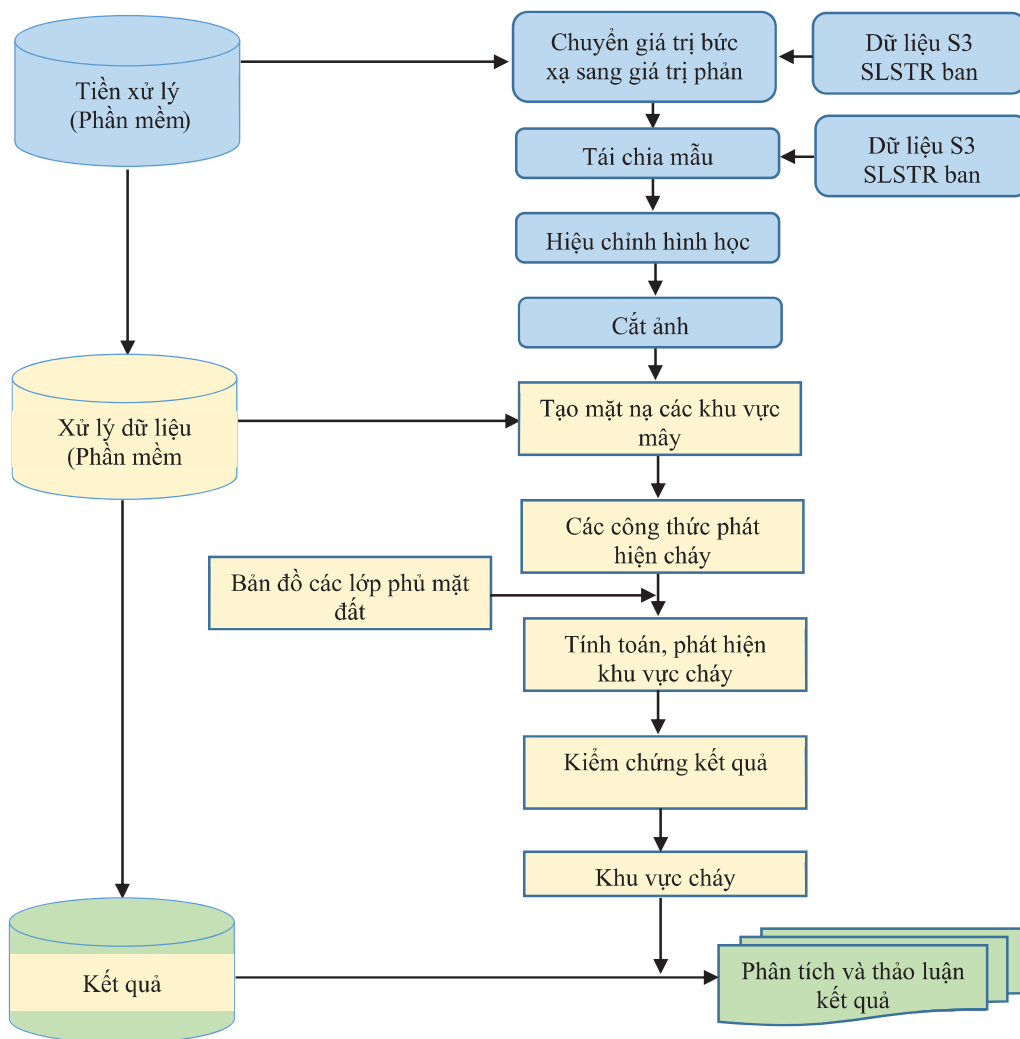 Tiền xử lý
(Phần mềm)
Chuyển giá trị bức
xạ sang giá trị phản
Dữ liệu S3
SLSTR ban
Tái chia mẫu
Dữ liệu S3
SLSTR ban
Hiệu chỉnh hình học
Cắt ảnh
Xử lý dữ liệu
(Phần mềm
Tạo mặt nạ các khu vực
mây
Các công thức phát
hiện cháy
Bản đồ các lớp phủ mặt
đất
Tính toán, phát hiện
khu vực cháy
Kiểm chứng kết quả
Khu vực cháy
Kết quả
Phân tích và thảo luận
kết quả